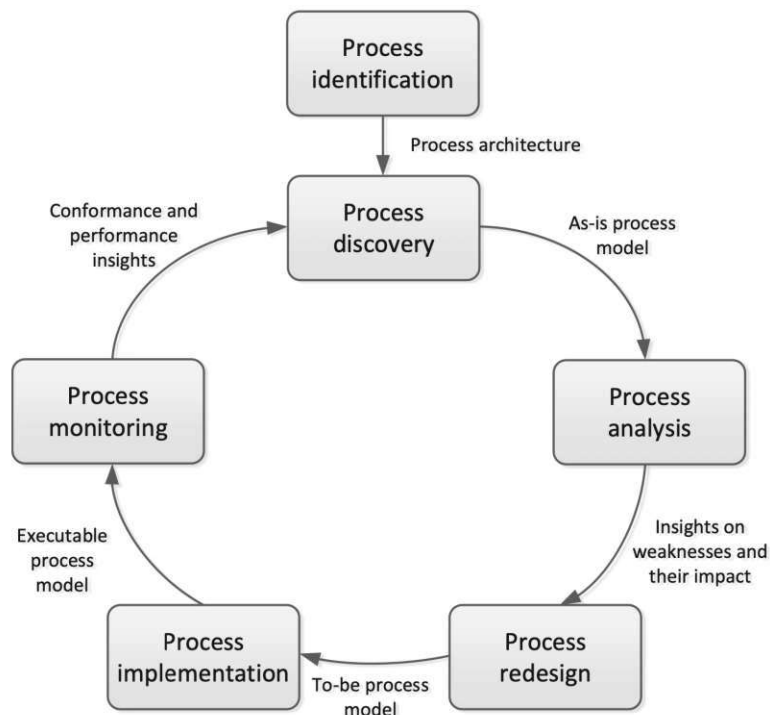 Process
identification
Process architecture
Process
discovery
As-is process
model
Process
analysis
Insights on
weaknesses and
their impact
Process
redesign
To-be process
model
Process
implementation
Executable
process
model
Process
monitoring
Conformance and
performance
insights